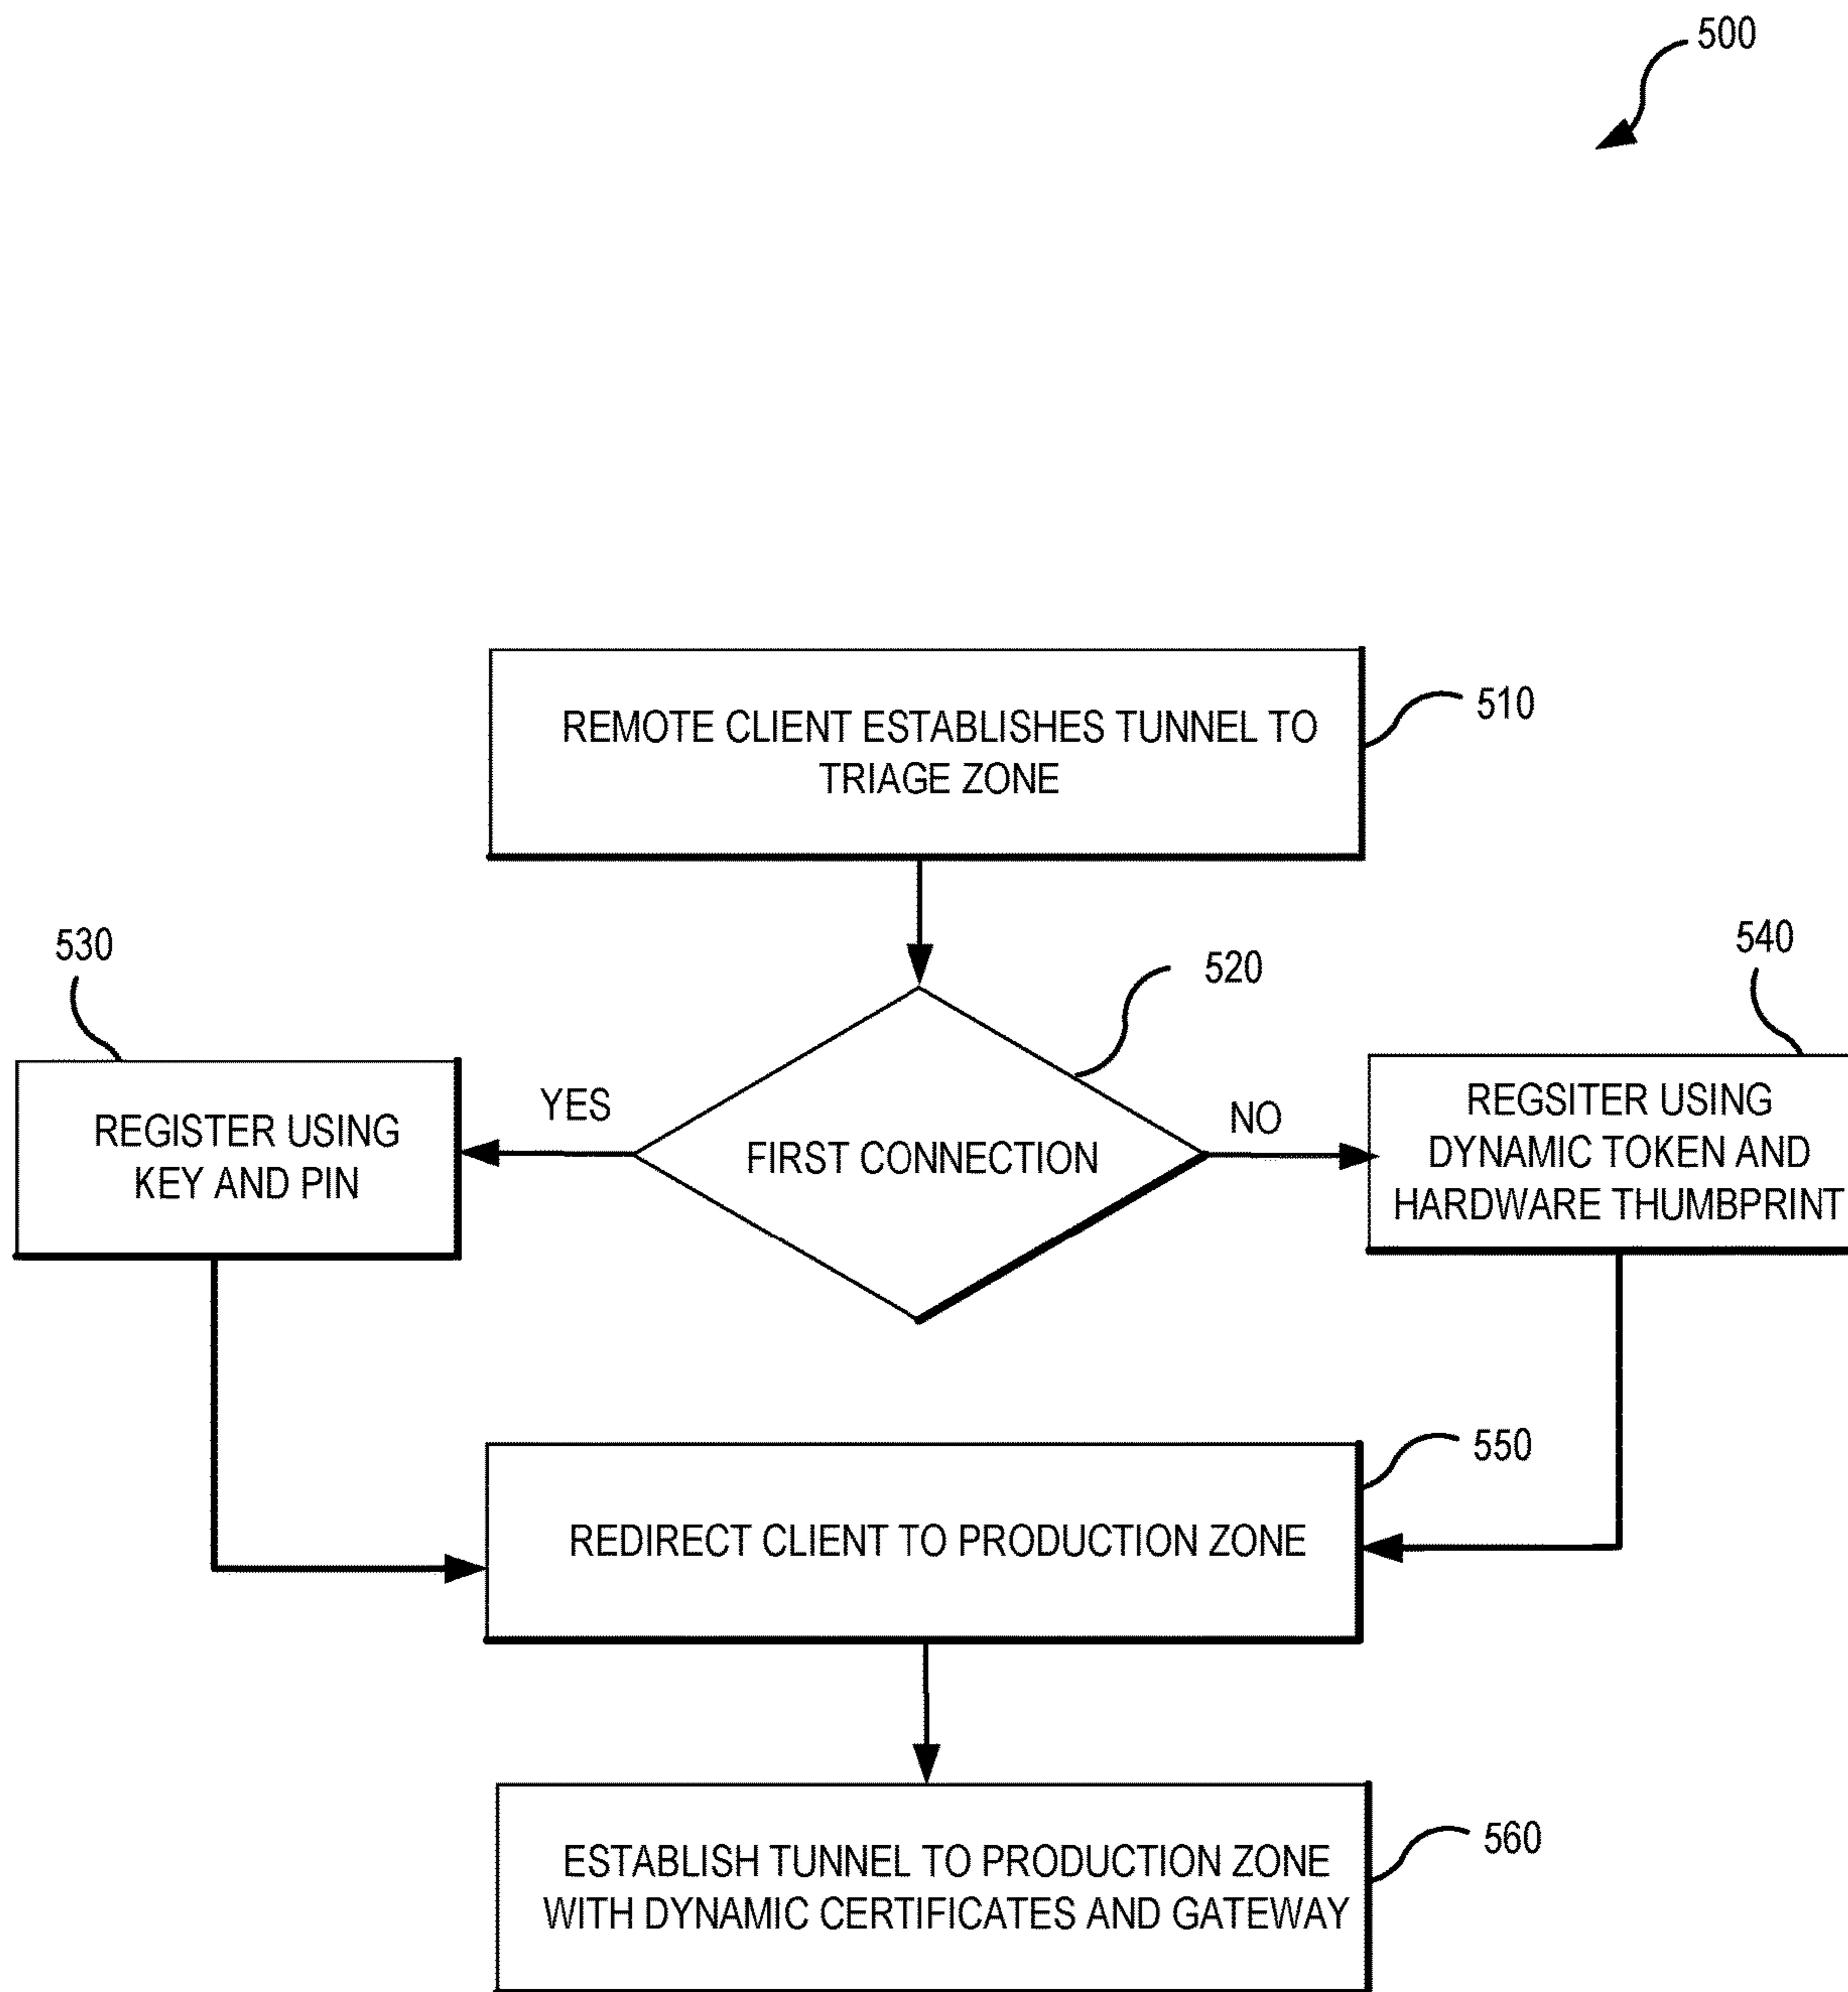 500
REMOTE CLIENT ESTABLISHES TUNNEL TO
TRIAGE ZONE
510
530
520
540
YES
FIRST CONNECTION
NO
REGISTER USING
KEY AND PIN
REGSITER USING
DYNAMIC TOKEN AND
HARDWARE THUMBPRINT
550
REDIRECT CLIENT TO PRODUCTION ZONE
560
ESTABLISH TUNNEL TO PRODUCTION ZONE
WITH DYNAMIC CERTIFICATES AND GATEWAY